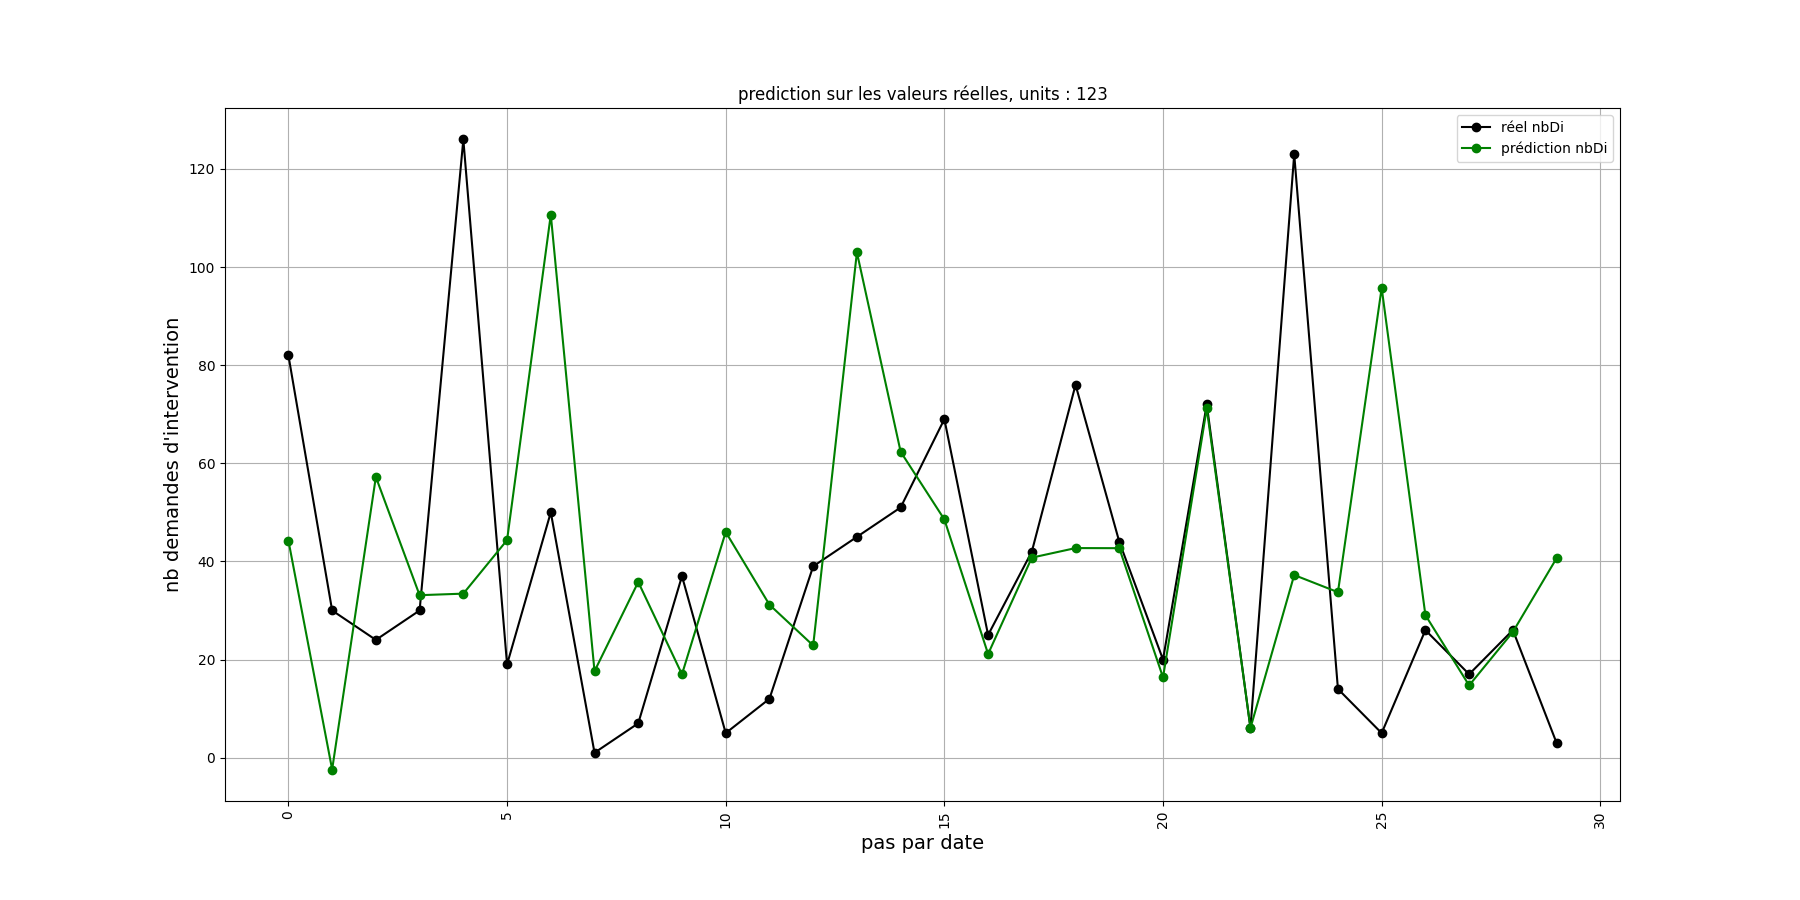 prediction sur les valeurs réelles, units : 123
réel nbDi
prédiction nbDi
nb demandes d'intervention
120
100
80
60
40
20
0
0
5
10
15
20
25
30
pas par date